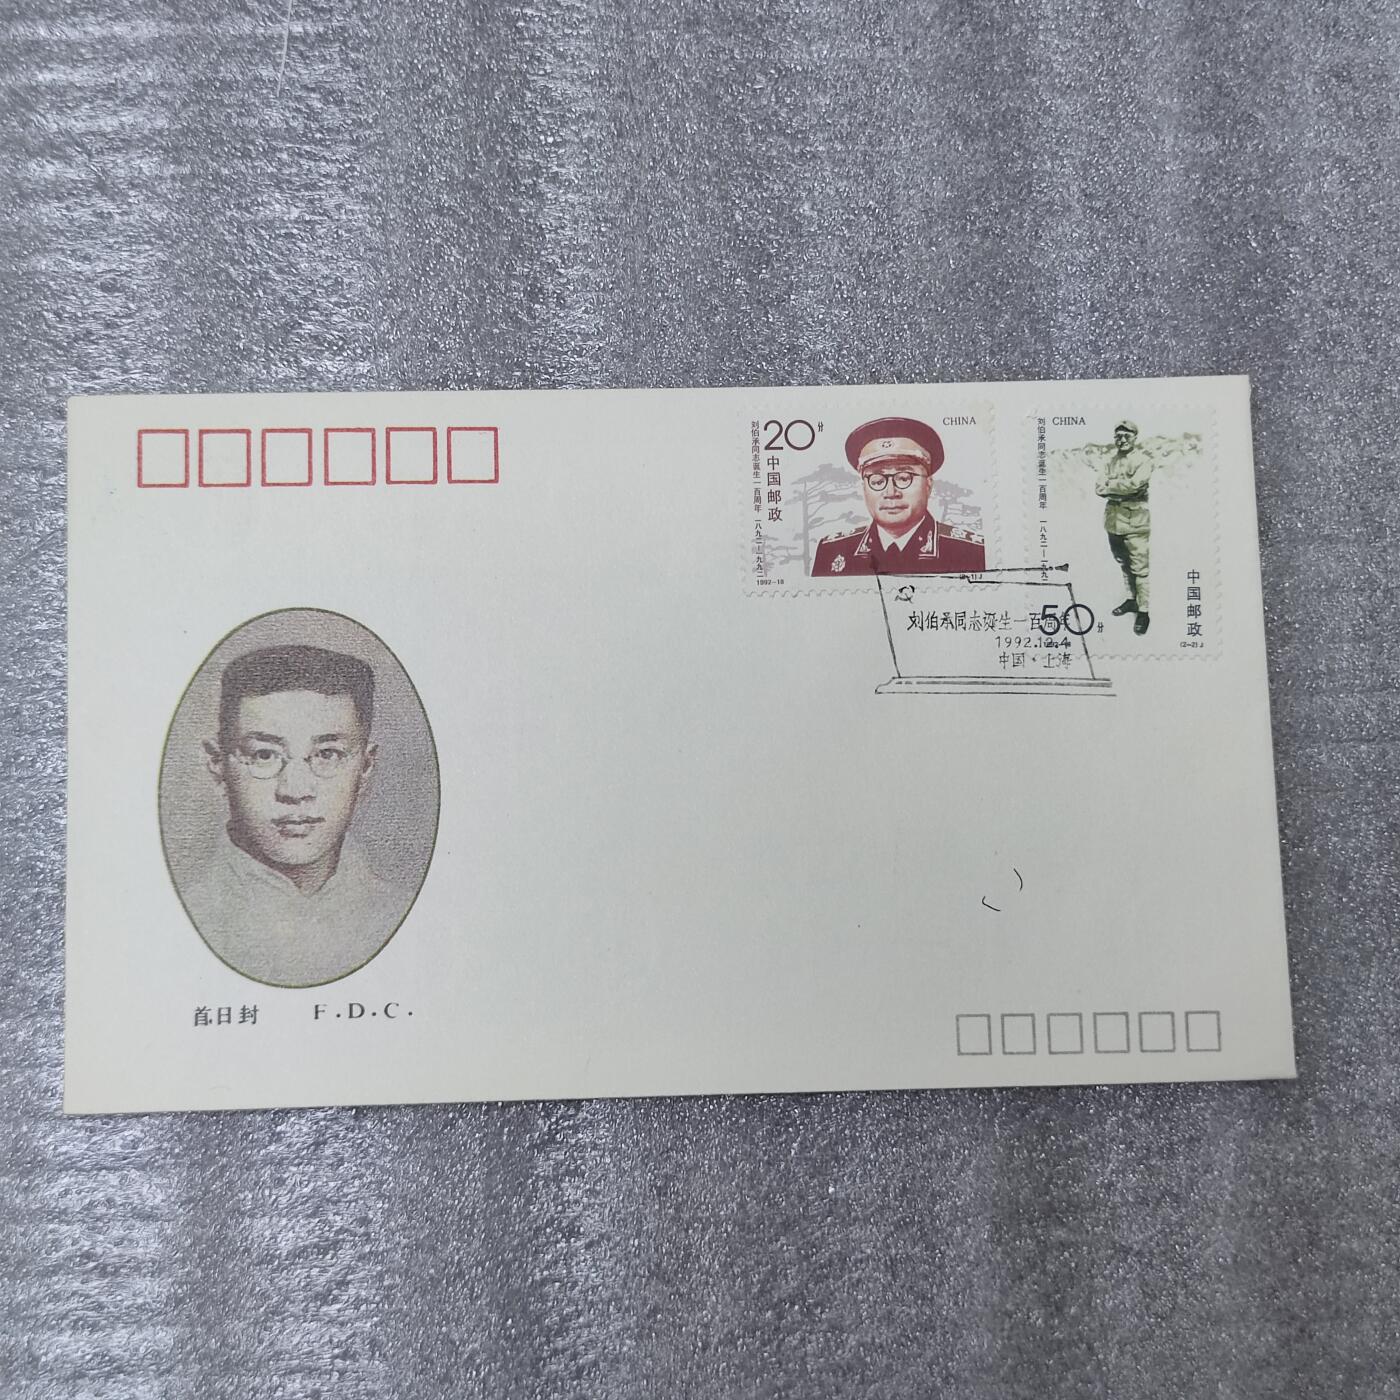 20分
中国邮政
刘伯承同志诞生一百周年 一八九二—一九九二
CHINA
1992-18
(2-1)J
刘伯承同志诞生一百周年 一八九二—一九九二
CHINA
50分
中国邮政
(2-2)J
刘伯承同志诞生一百周年
1992.12.4
中国·上海
首日封 F.D.C.